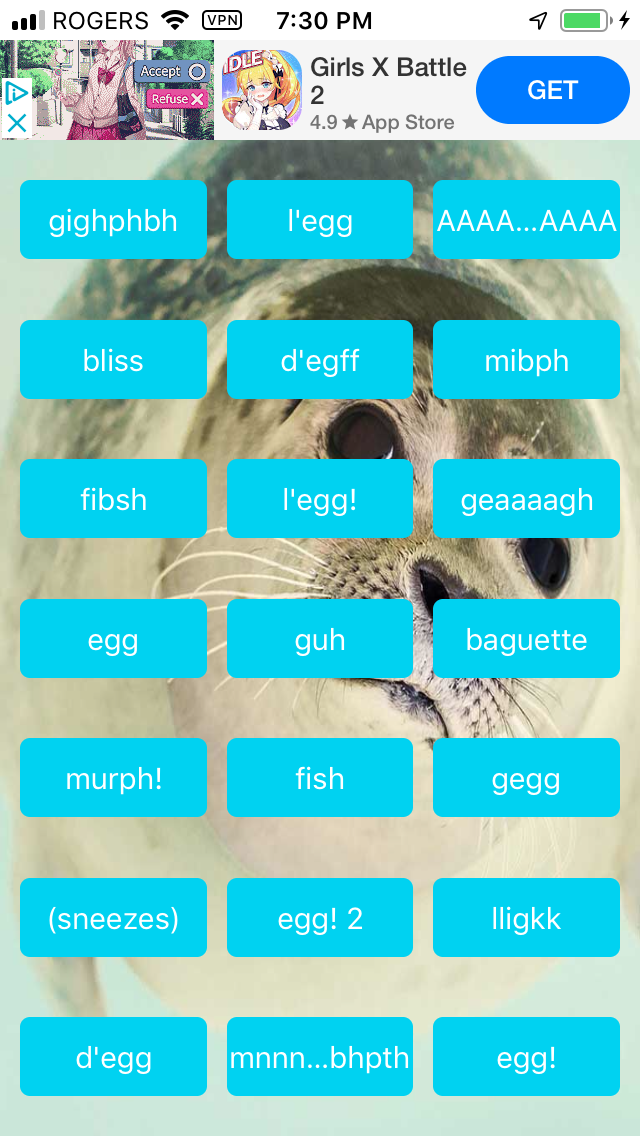 ROGERS VPN 7:30 PM
Accept
Refuse
IDLE
Girls X Battle
2
4.9 ★ App Store
GET
gighphbh l'egg AAAA...AAAA
bliss d'egff mibph
fibsh l'egg! geaaaagh
egg guh baguette
murph! fish gegg
(sneezes) egg! 2 lligkk
d'egg mnnn...bhpth egg!